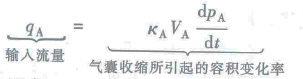 q_A = κ_A V_A dp_A/dt
输入流量
气囊收缩所引起的容积变化率